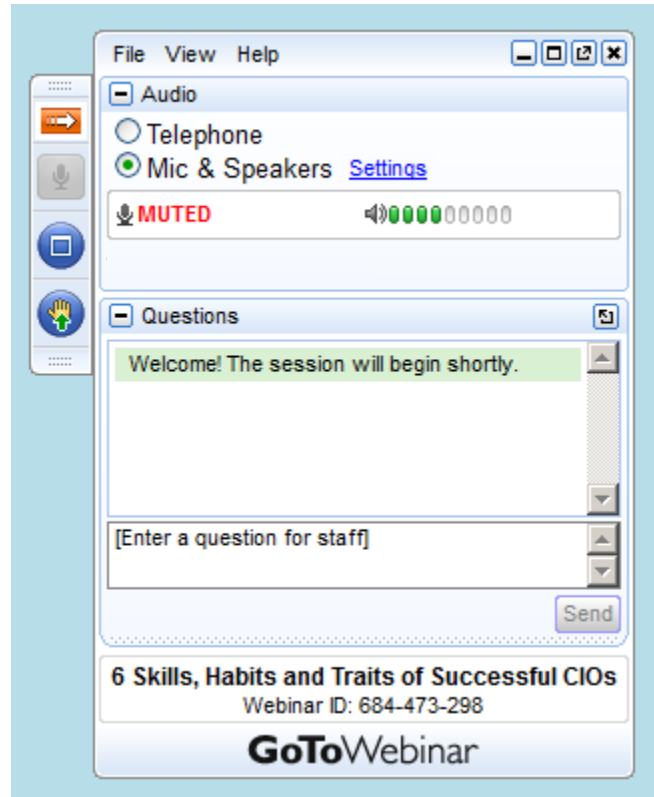 File View Help
Audio
Telephone
Mic & Speakers Settings
MUTED
Questions
Welcome! The session will begin shortly.
[Enter a question for staff]
Send
6 Skills, Habits and Traits of Successful CIOs
Webinar ID: 684-473-298
GoToWebinar